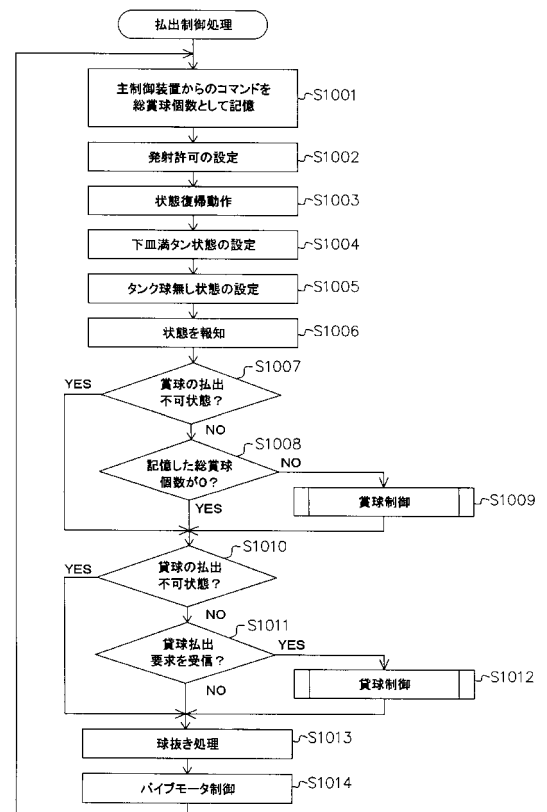 払出制御処理
主制御装置からのコマンドを
総賞球個数として記憶
S1001
発射許可の設定
S1002
状態復帰動作
S1003
下皿満タン状態の設定
S1004
タンク球無し状態の設定
S1005
状態を報知
S1006
S1007
YES
賞球の払出
不可状態?
NO
S1008
記憶した総賞球
個数が0?
NO
YES
賞球制御
S1009
S1010
YES
貸球の払出
不可状態?
NO
S1011
貸球払出
要求を受信?
YES
NO
貸球制御
S1012
球抜き処理
S1013
バイブモータ制御
S1014